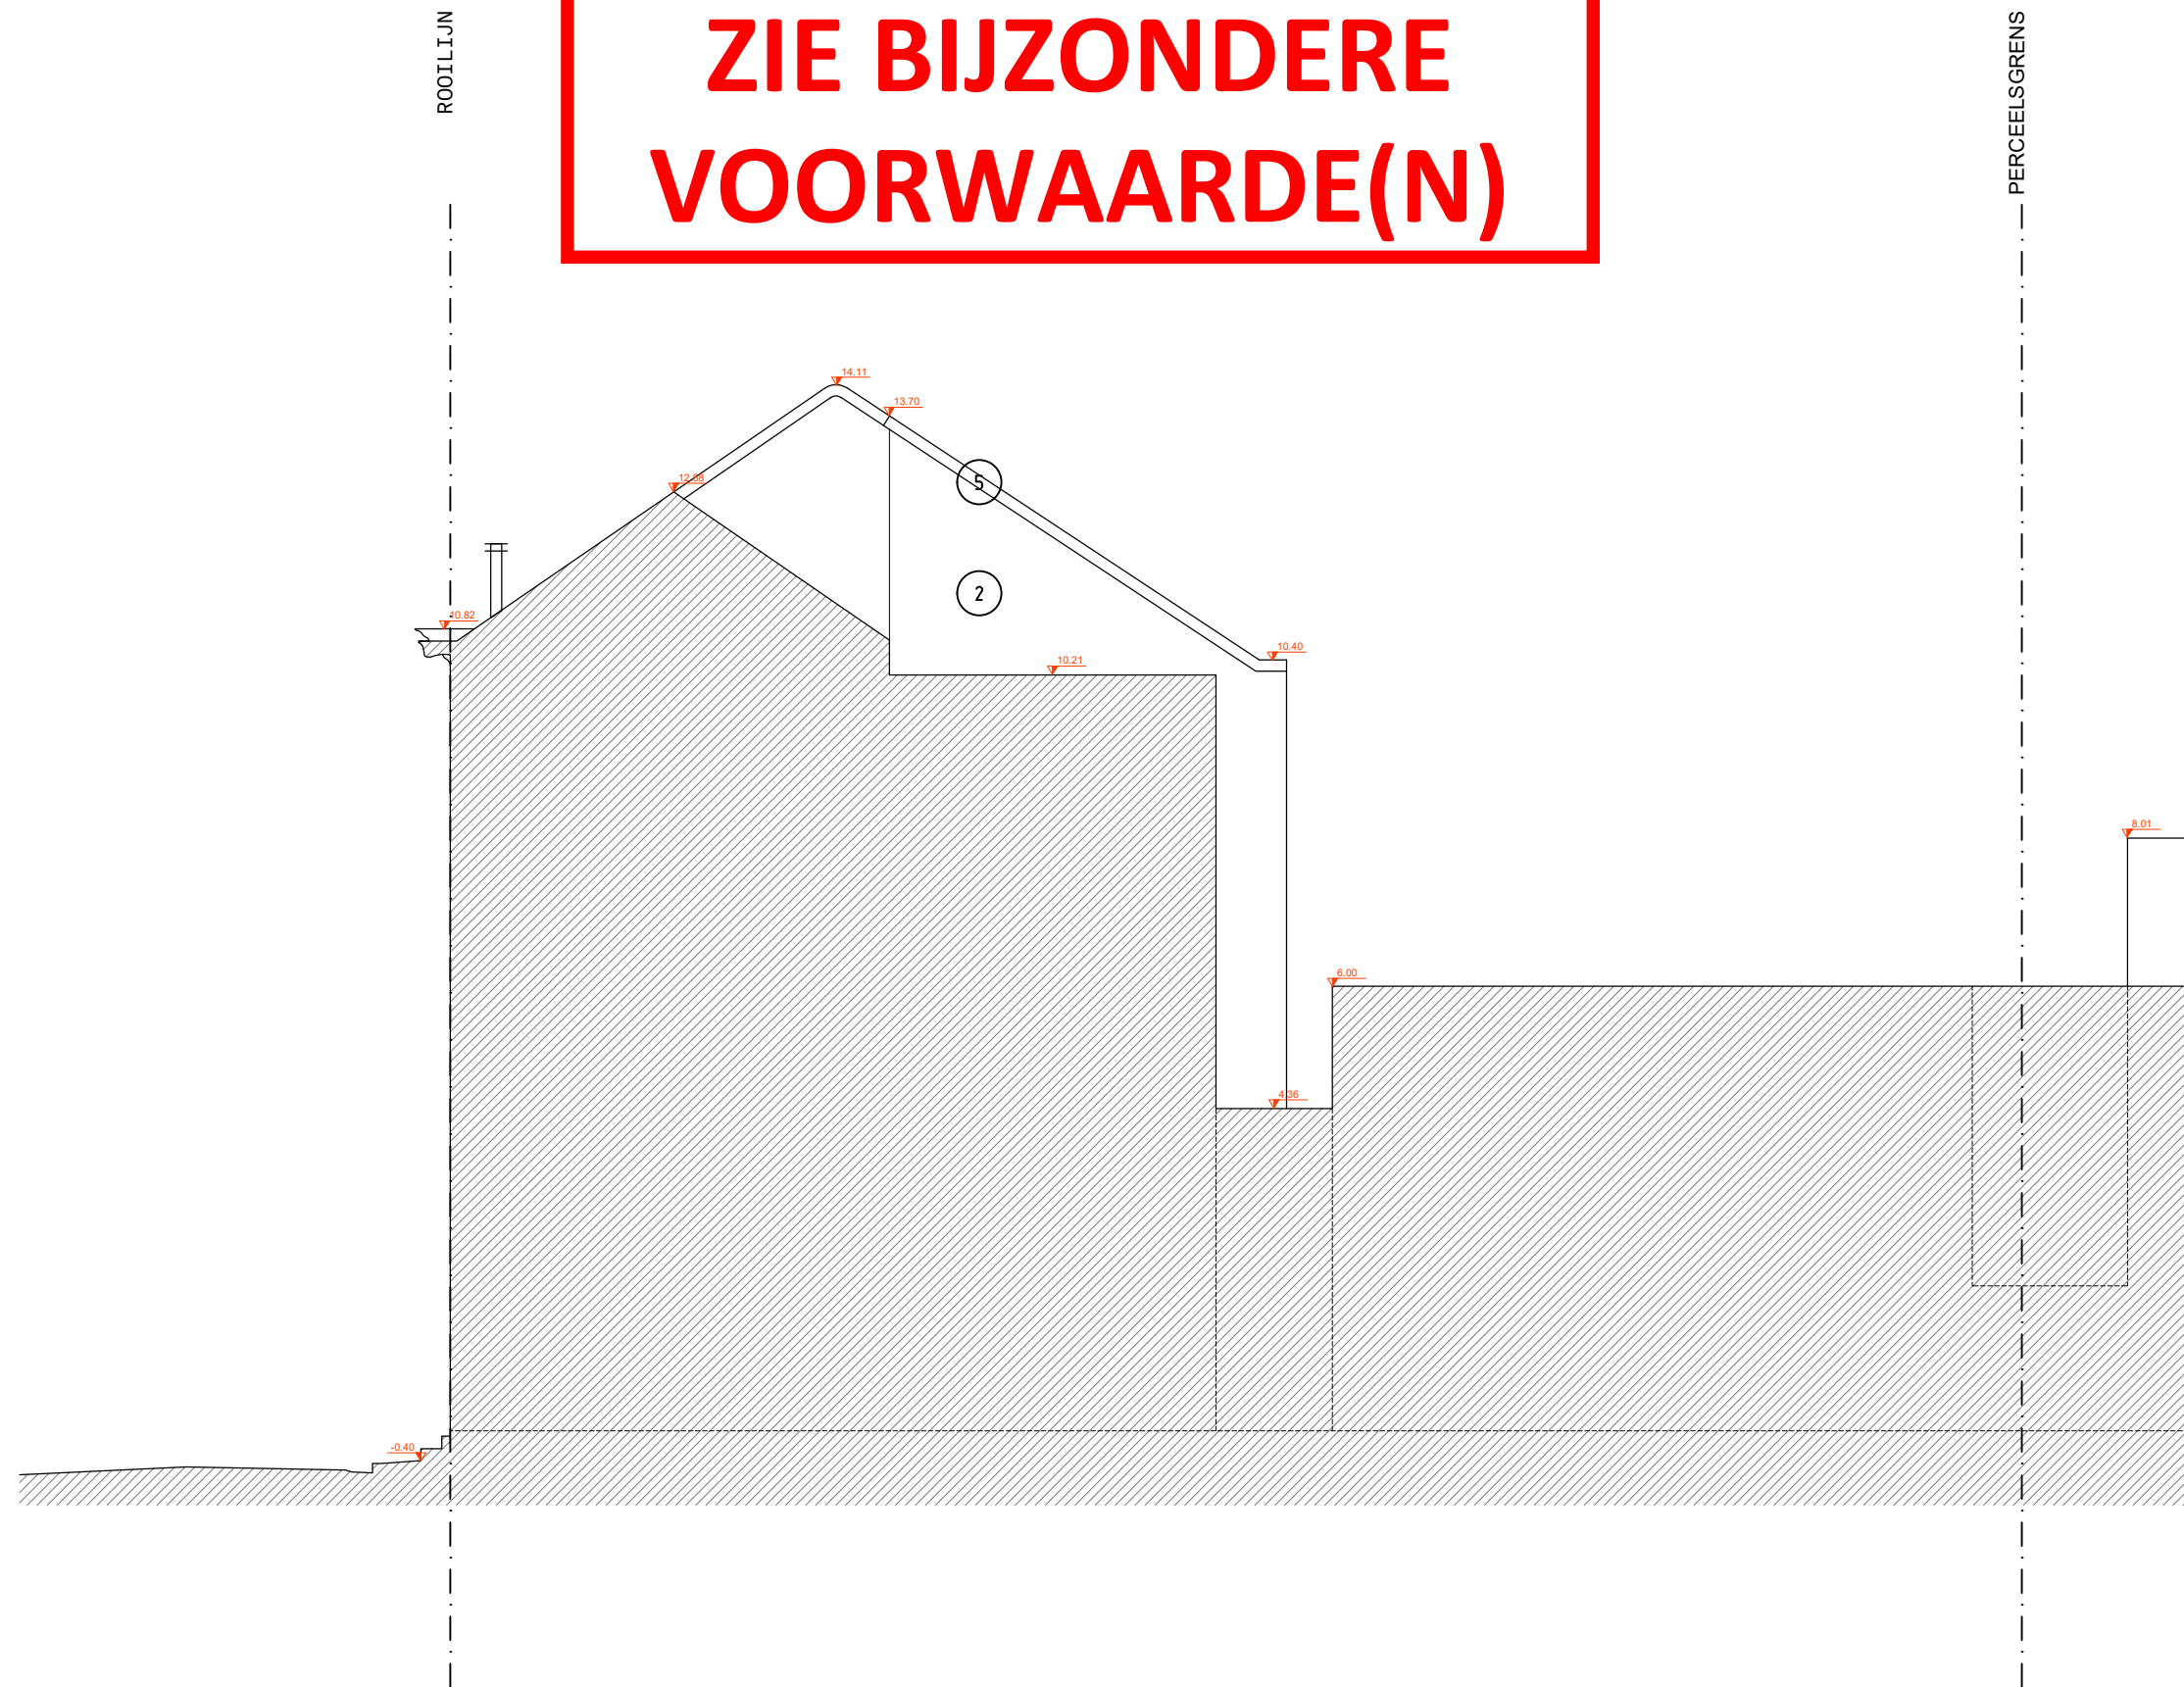 ROOILIJN
ZIE BIJZONDERE
VOORWAARDE(N)
PERCEELSGRENS
14.11
13.70
5
2
10.82
10.40
10.21
8.01
6.00
4.36
-0.40